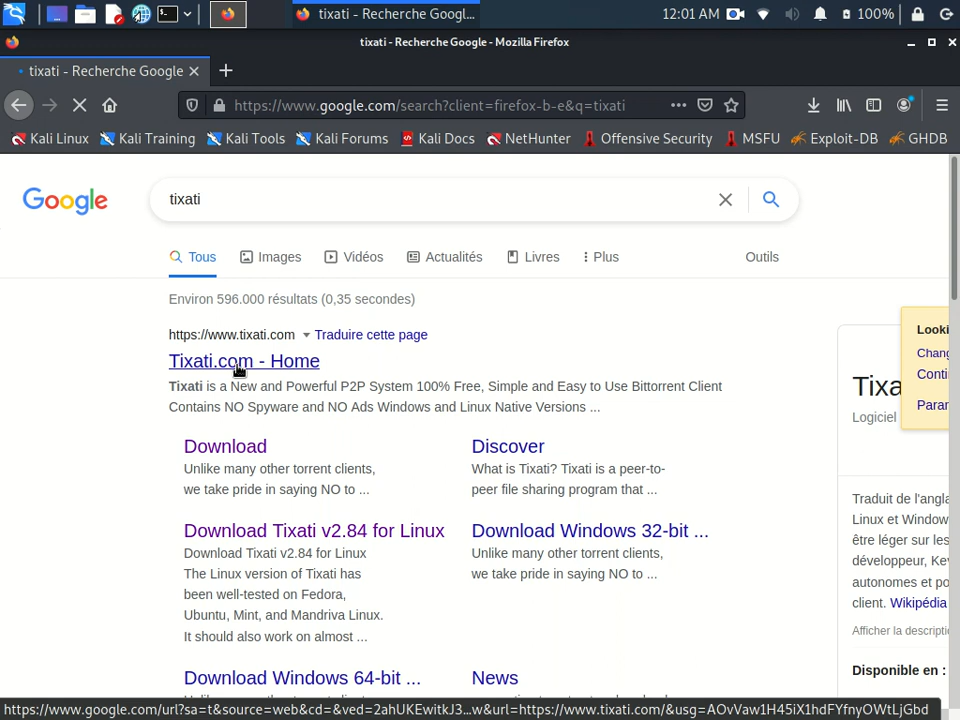 tixati - Recherche Googl...
12:01 AM
100%
tixati - Recherche Google - Mozilla Firefox
tixati - Recherche Google
https://www.google.com/search?client=firefox-b-e&q=tixati
Kali Linux
Kali Training
Kali Tools
Kali Forums
Kali Docs
NetHunter
Offensive Security
MSFU
Exploit-DB
GHDB
Google
tixati
Tous
Images
Vidéos
Actualités
Livres
Plus
Outils
Environ 596.000 résultats (0,35 secondes)
https://www.tixati.com
Traduire cette page
Tixati.com - Home
Tixati is a New and Powerful P2P System 100% Free, Simple and Easy to Use Bittorrent Client
Contains NO Spyware and NO Ads Windows and Linux Native Versions ...
Download
Unlike many other torrent clients,
we take pride in saying NO to ...
Discover
What is Tixati? Tixati is a peer-to-
peer file sharing program that ...
Download Tixati v2.84 for Linux
Download Tixati v2.84 for Linux
The Linux version of Tixati has
been well-tested on Fedora,
Ubuntu, Mint, and Mandriva Linux.
It should also work on almost ...
Download Windows 32-bit ...
Unlike many other torrent clients,
we take pride in saying NO to ...
Download Windows 64-bit ...
News
Looki
Chang
Conti
Param
Tixa
Logiciel
Traduit de l'angla
Linux et Window
être léger sur les
développeur, Kev
autonomes et po
client. Wikipédia
Afficher la descripti
Disponible en :
https://www.google.com/url?sa=t&source=web&cd=&ved=2ahUKEwitkJ3...w&url=https://www.tixati.com/&usg=AOvVaw1H45iX1hdFYfnyOWtLjGbd